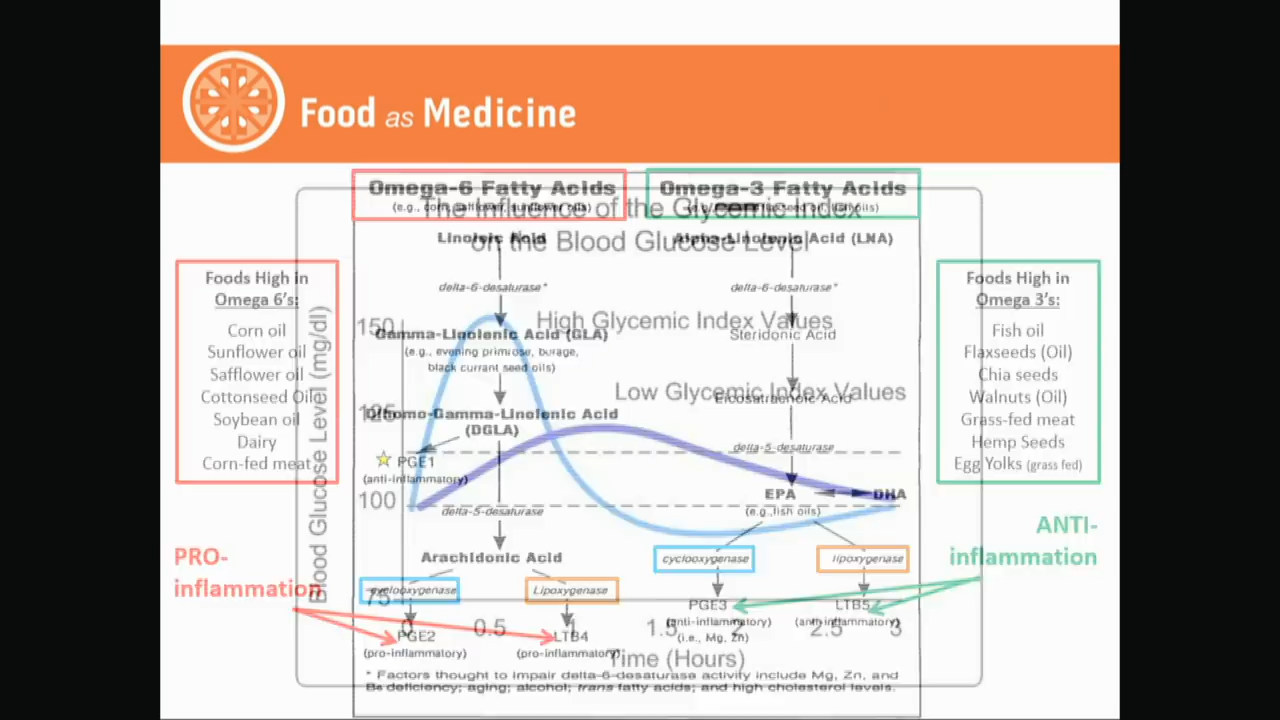 Food as Medicine
Omega-6 Fatty Acids
(e.g., corn, safflower, sunflower oils)
Omega-3 Fatty Acids
The Influence of the Glycemic Index
on the Blood Glucose Level
Linoleic Acid
Alpha-Linolenic Acid (LNA)
Foods High in
Omega 6's:
Corn oil
Sunflower oil
Safflower oil
Cottonseed Oil
Soybean oil
Dairy
Corn-fed meat
delta-6-desaturase*
delta-6-desaturase*
Foods High in
Omega 3's:
Fish oil
Flaxseeds (Oil)
Chia seeds
Walnuts (Oil)
Grass-fed meat
Hemp Seeds
Egg Yolks (grass fed)
High Glycemic Index Values
Low Glycemic Index Values
Blood Glucose Level (mg/dl)
150
125
100
75
Gamma-Linolenic Acid (GLA)
(e.g., evening primrose, borage,
black currant seed oils)
Steridonic Acid
Eicosatraenoic Acid
Dihomo-Gamma-Linolenic Acid
(DGLA)
PGE1
(anti-inflammatory)
delta-5-desaturase
delta-5-desaturase
EPA
DHA
(e.g., fish oils)
Arachidonic Acid
cyclooxygenase
Lipoxygenase
cyclooxygenase
lipoxygenase
PRO-
inflammation
ANTI-
inflammation
PGE2
(pro-inflammatory)
LTB4
(pro-inflammatory)
PGE3
(anti-inflammatory)
(i.e., Mg, Zn)
LTB5
(anti-inflammatory)
0 0.5 1 1.5 2 2.5 3
Time (Hours)
* Factors thought to impair delta-6-desaturase activity include Mg, Zn, and
B6 deficiency; aging; alcohol; trans fatty acids; and high cholesterol levels.